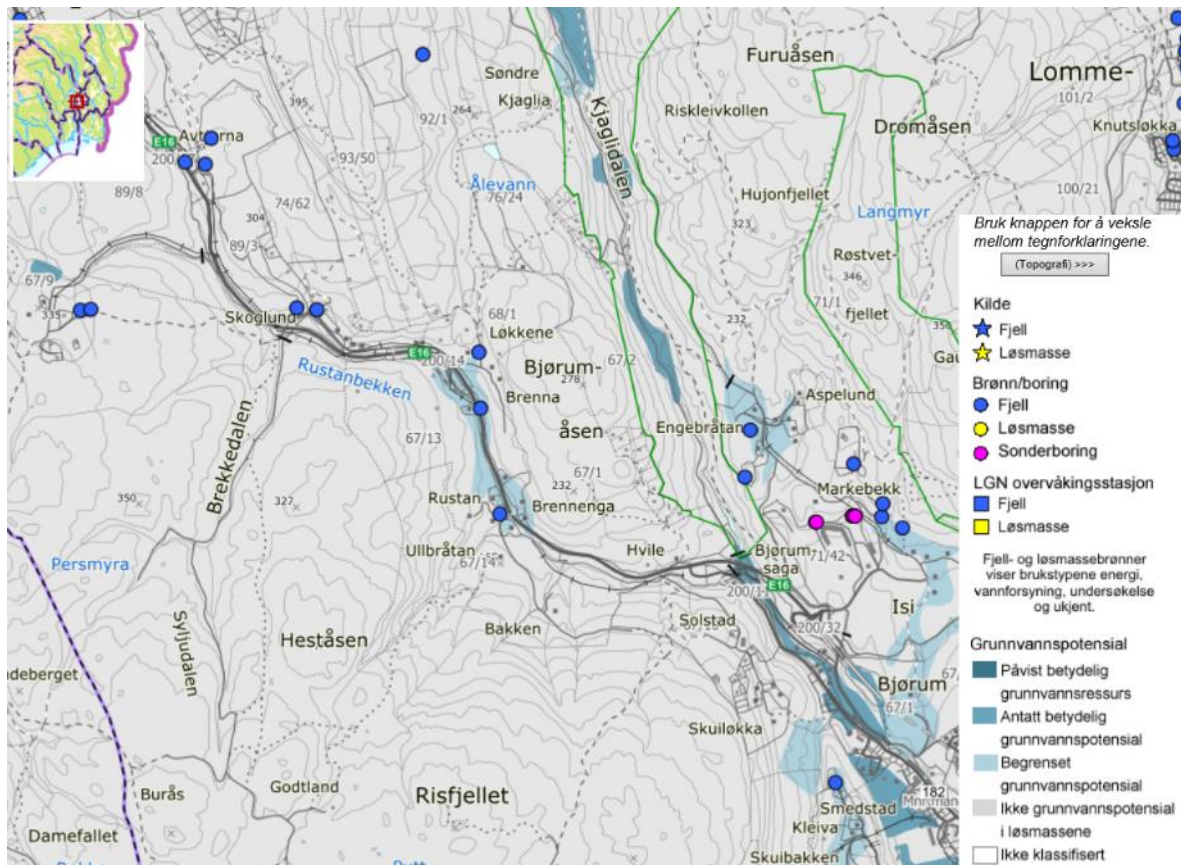 Furuåsen
Søndre
Kjaglia
264
Lomme-
101/2
395
92/1
Kjaglidalen
Riskleivkollen
Dromåsen
Knutsløkka
E16
200
93/50
Ålevann
76/24
Hujonfjellet
100/21
89/8
74/62
304
323
Langmyr
89/3
Røstvet-
346
fjellet
71/1
350
67/9
335
Skoglund
68/1
Løkkene
232
E16
200/14
67/2
Rustanbekken
Bjørum-
278
åsen
Brenna
Aspelund
Engebråtan
67/13
Brekkedalen
67/1
232
Markebekk
350
327
Rustan
Brennenga
Ullbråtan
67/14
Hvile
Bjørum-
saga
71/42
Persmyra
E16
200/1
Isi
Syljudalen
Heståsen
Bakken
Solstad
200/32
67/
Bjørum
67/1
Skuiløkka
Godtland
Risfjellet
Burås
182
Smedstad
Kleiva
Damefallet
Skuibakken
Bruk knappen for å veksle
mellom tegnforklaringene.
(Topografi) >>>
Kilde
Fjell
Løsmasse
Brønn/boring
Fjell
Løsmasse
Sonderboring
LGN overvåkingsstasjon
Fjell
Løsmasse
Fjell- og løsmassebrønner
viser brukstypene energi,
vannforsyning, undersøkelse
og ukjent.
Grunnvannspotensial
Påvist betydelig
grunnvannsressurs
Antatt betydelig
grunnvannspotensial
Begrenset
grunnvannspotensial
Ikke grunnvannspotensial
i løsmassene
Ikke klassifisert